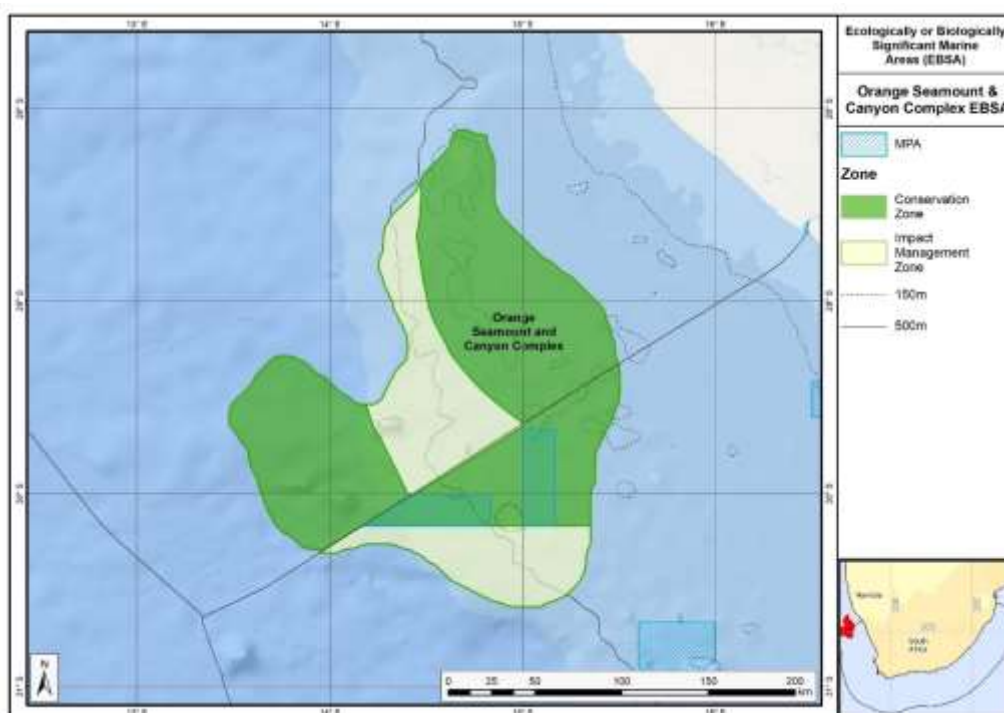 Ecologically or Biologically
Significant Marine
Areas (EBSA)
Orange Seamount &
Canyon Complex EBSA
MPA
Zone
Conservation
Zone
Impact
Management
Zone
150m
500m
Orange
Seamount and
Canyon Complex
N
0 25 50 100 150 200
km
Namibia
South
Africa